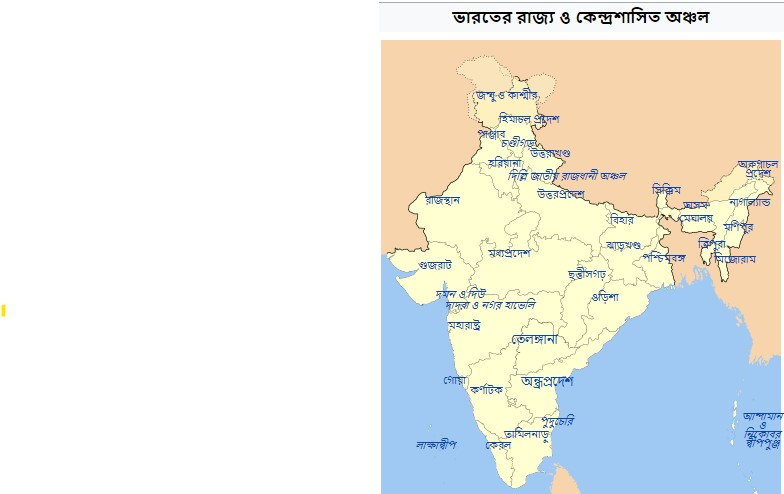 ভারতের রাজ্য ও কেন্দ্রশাসিত অঞ্চল
জম্মু ও কাশ্মীর
হিমাচল প্রদেশ
পাঞ্জাব
চণ্ডীগড়
উত্তরাখণ্ড
হরিয়ানা
দিল্লি জাতীয় রাজধানী অঞ্চল
অরুণাচল
প্রদেশ
উত্তরপ্রদেশ
সিক্কিম
রাজস্থান
আসাম
নাগাল্যান্ড
মেঘালয়
বিহার
মণিপুর
ঝাড়খণ্ড
ত্রিপুরা
মধ্যপ্রদেশ
পশ্চিমবঙ্গ
মিজোরাম
গুজরাট
ছত্তীসগঢ়
দমন ও দিউ
ওড়িশা
দাদরা ও নগর হাভেলি
মহারাষ্ট্র
তেলঙ্গানা
গোয়া
অন্ধ্রপ্রদেশ
কর্ণাটক
পুদুচেরি
আন্দামান
ও
নিকোবর
দ্বীপপুঞ্জ
তামিলনাড়ু
লাক্ষাদ্বীপ
কেরল